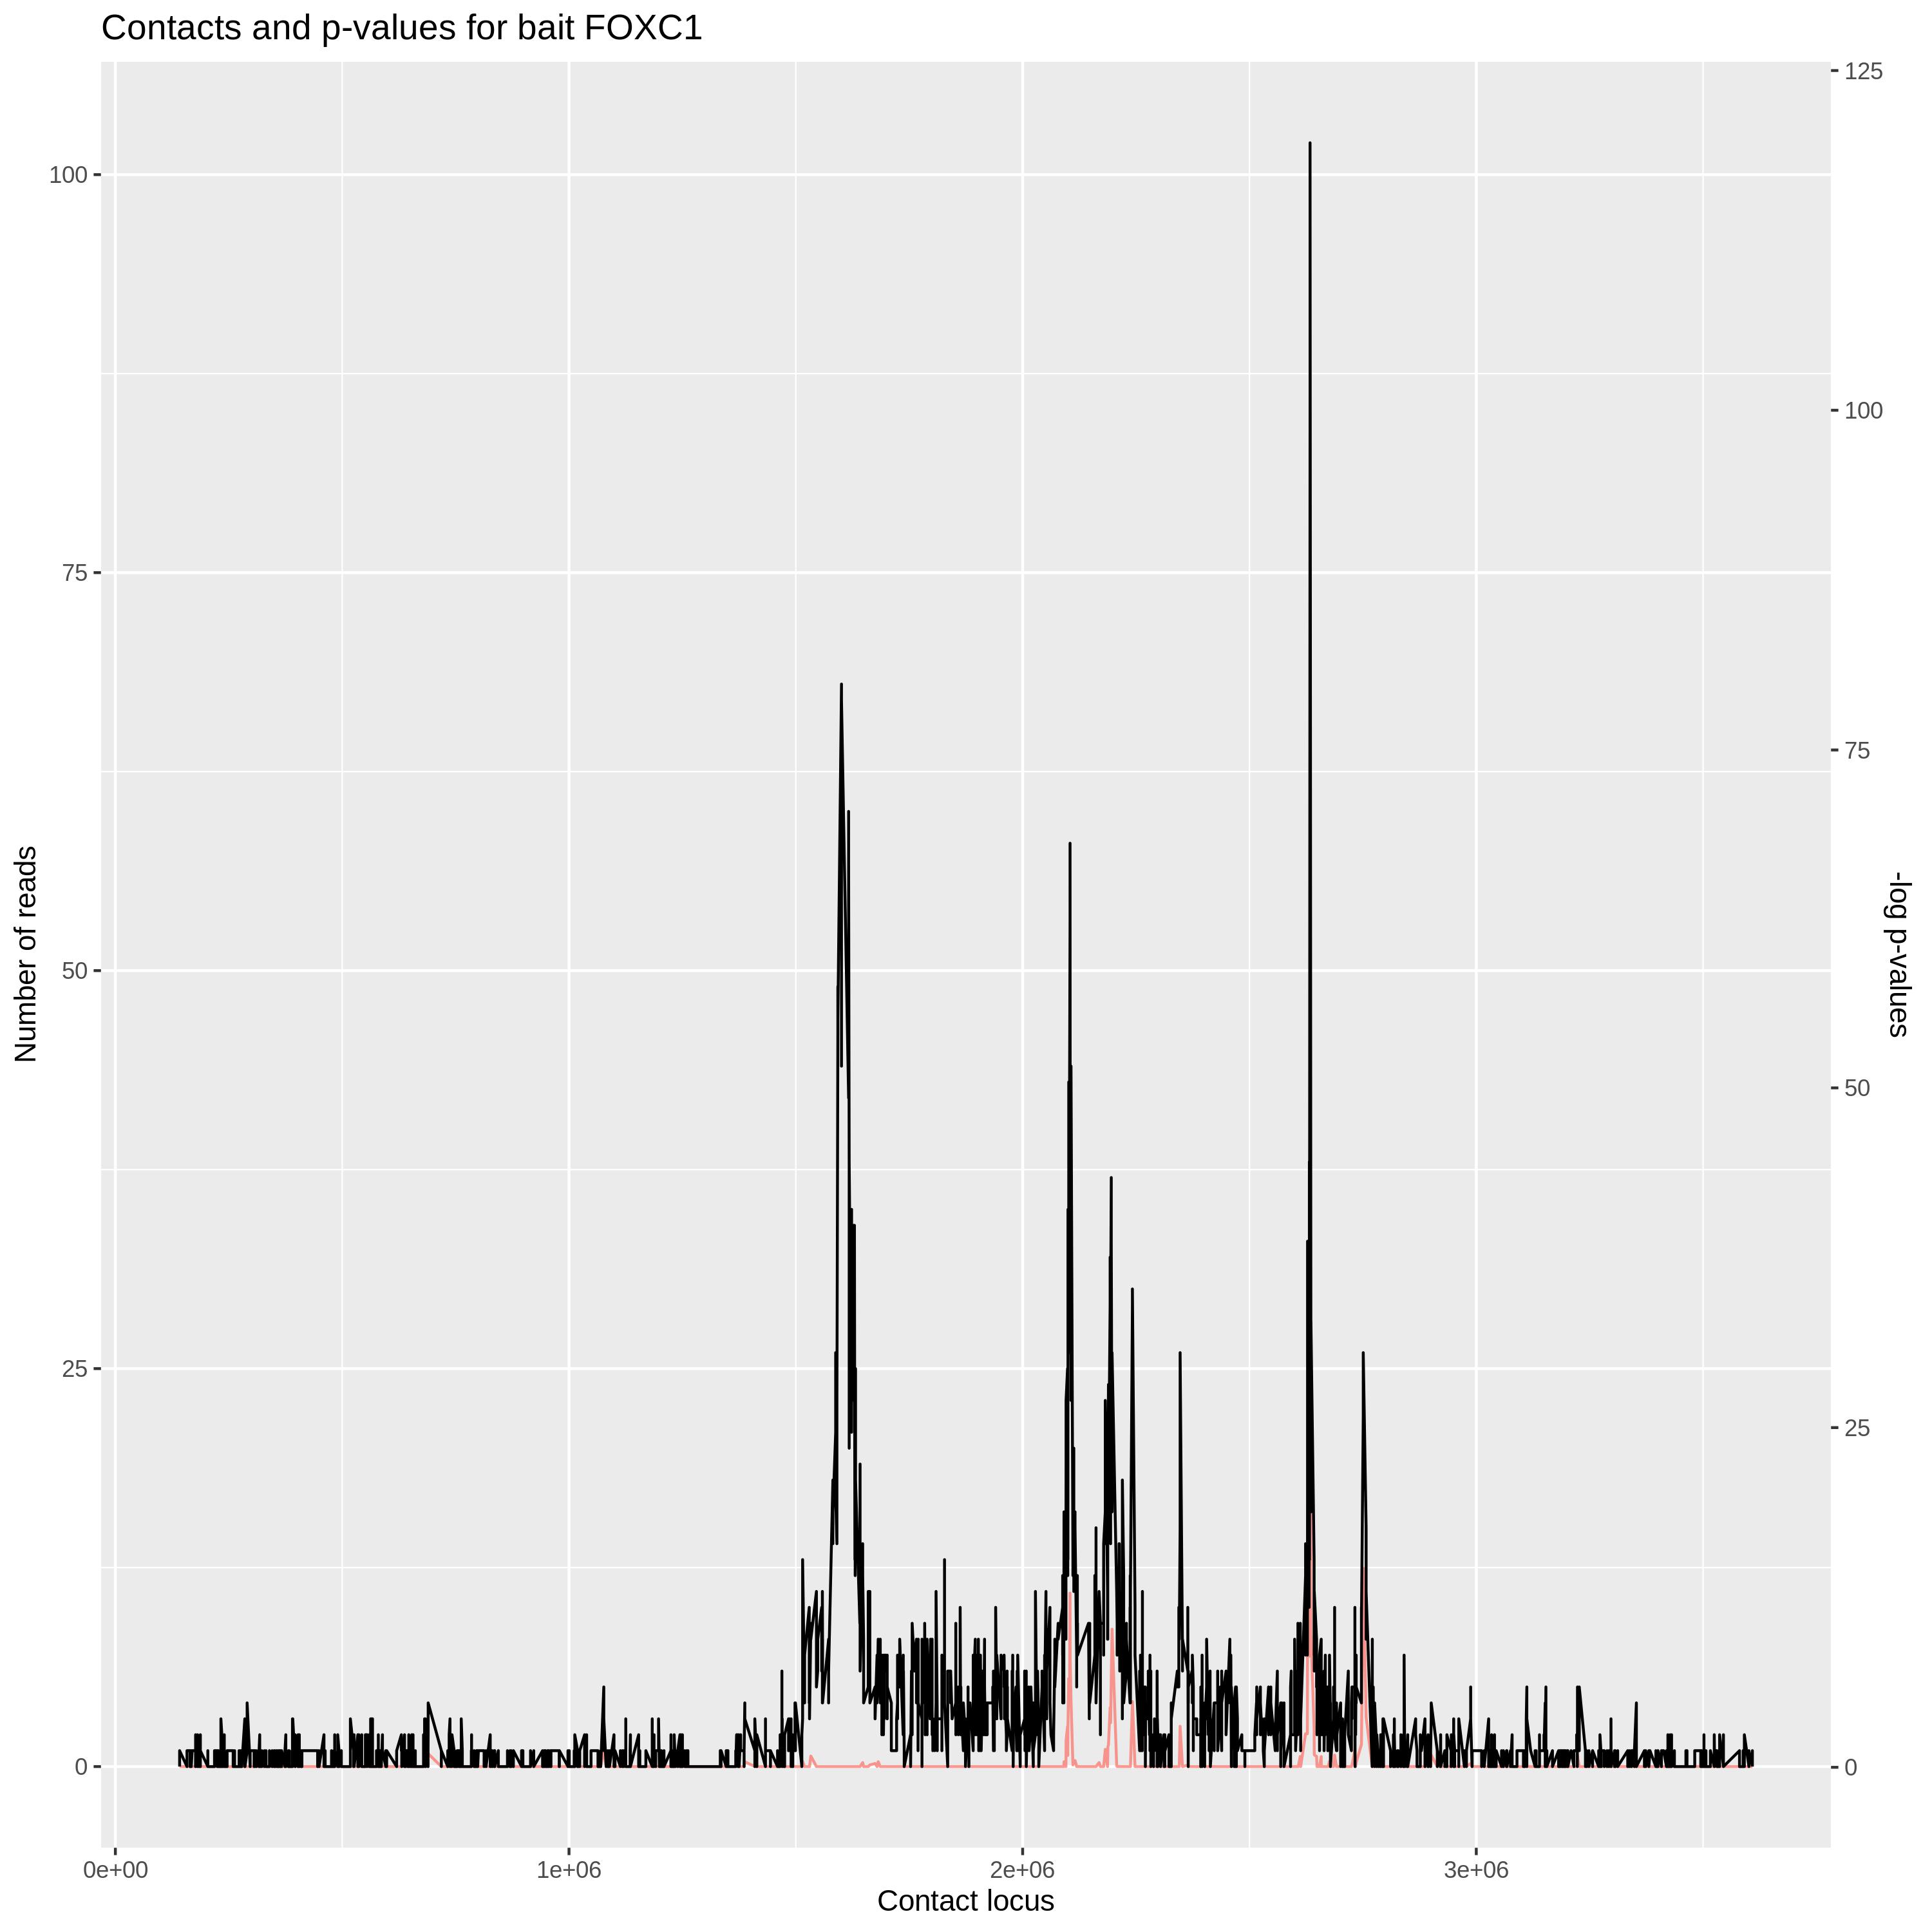 Contacts and p-values for bait FOXC1
125
100
100
75
75
50
50
25
25
0
0
Number of reads
-log p-values
0e+00
1e+06
2e+06
3e+06
Contact locus